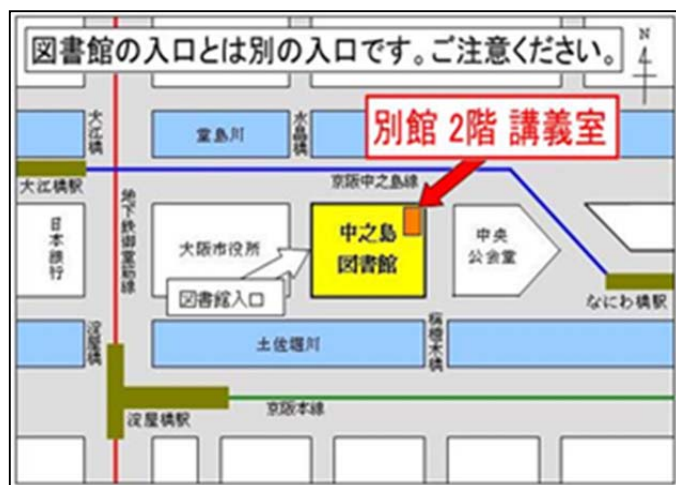 図書館の入口とは別の入口です。ご注意ください。
N
大江橋
堂島川
水晶橋
別館 2階 講義室
大江橋駅
京阪中之島線
日本銀行
地下鉄御堂筋線
大阪市役所
中之島
図書館
中央
公会堂
図書館入口
なにわ橋駅
淀屋橋
土佐堀川
栴檀木橋
淀屋橋駅
京阪本線